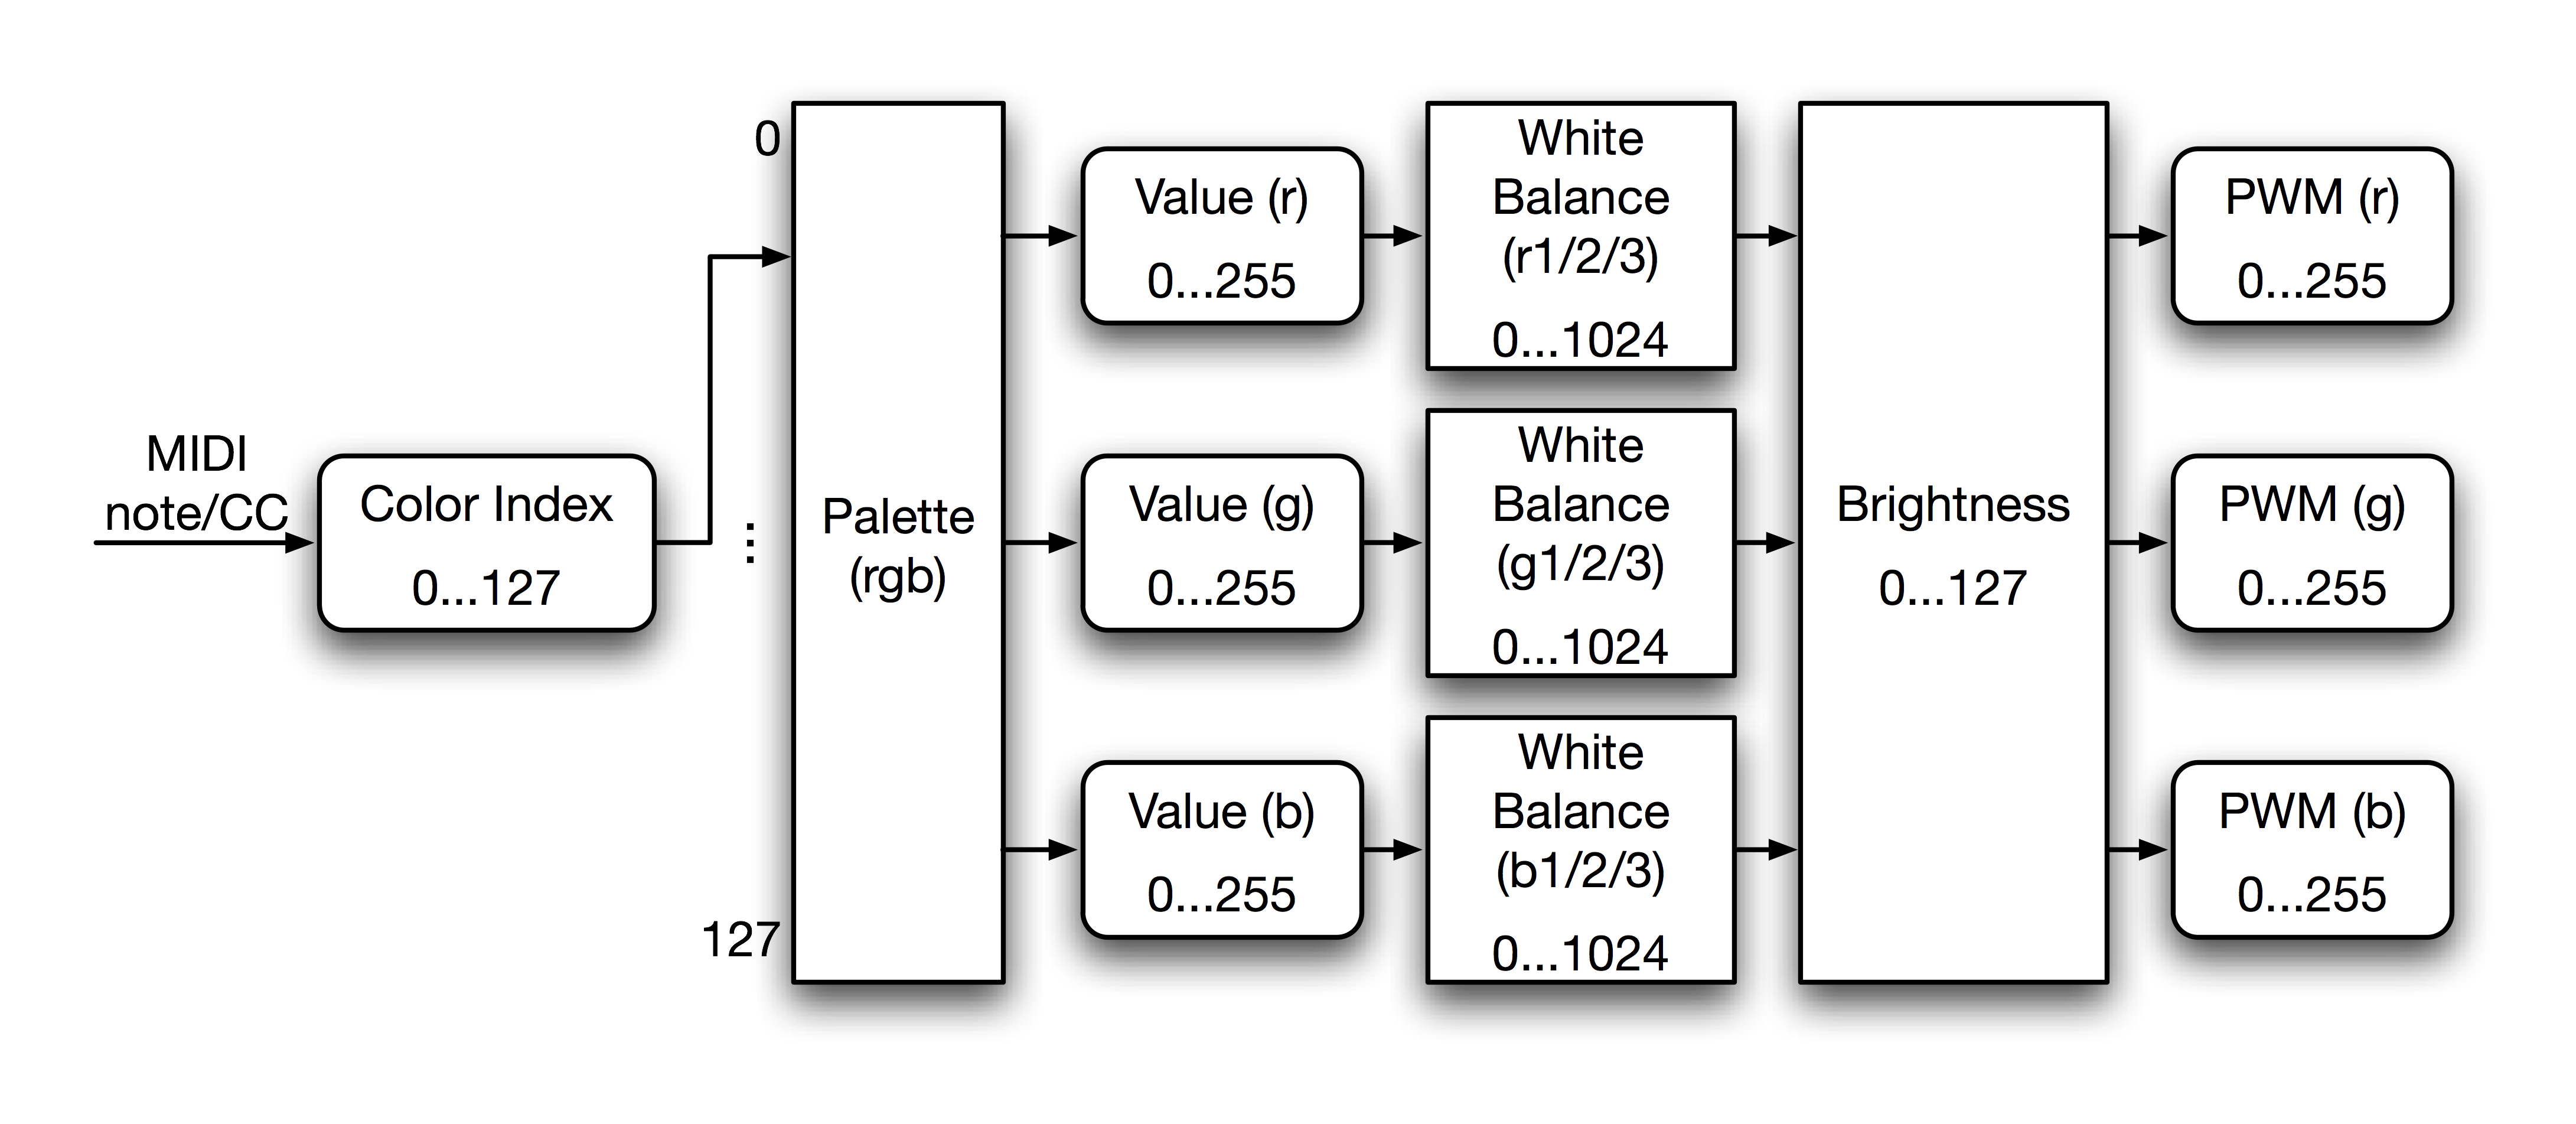 MIDI
note/CC
Color Index
0...127
0
⋮
127
Palette
(rgb)
Value (r)
0...255
Value (g)
0...255
Value (b)
0...255
White
Balance
(r1/2/3)
0...1024
White
Balance
(g1/2/3)
0...1024
White
Balance
(b1/2/3)
0...1024
Brightness
0...127
PWM (r)
0...255
PWM (g)
0...255
PWM (b)
0...255